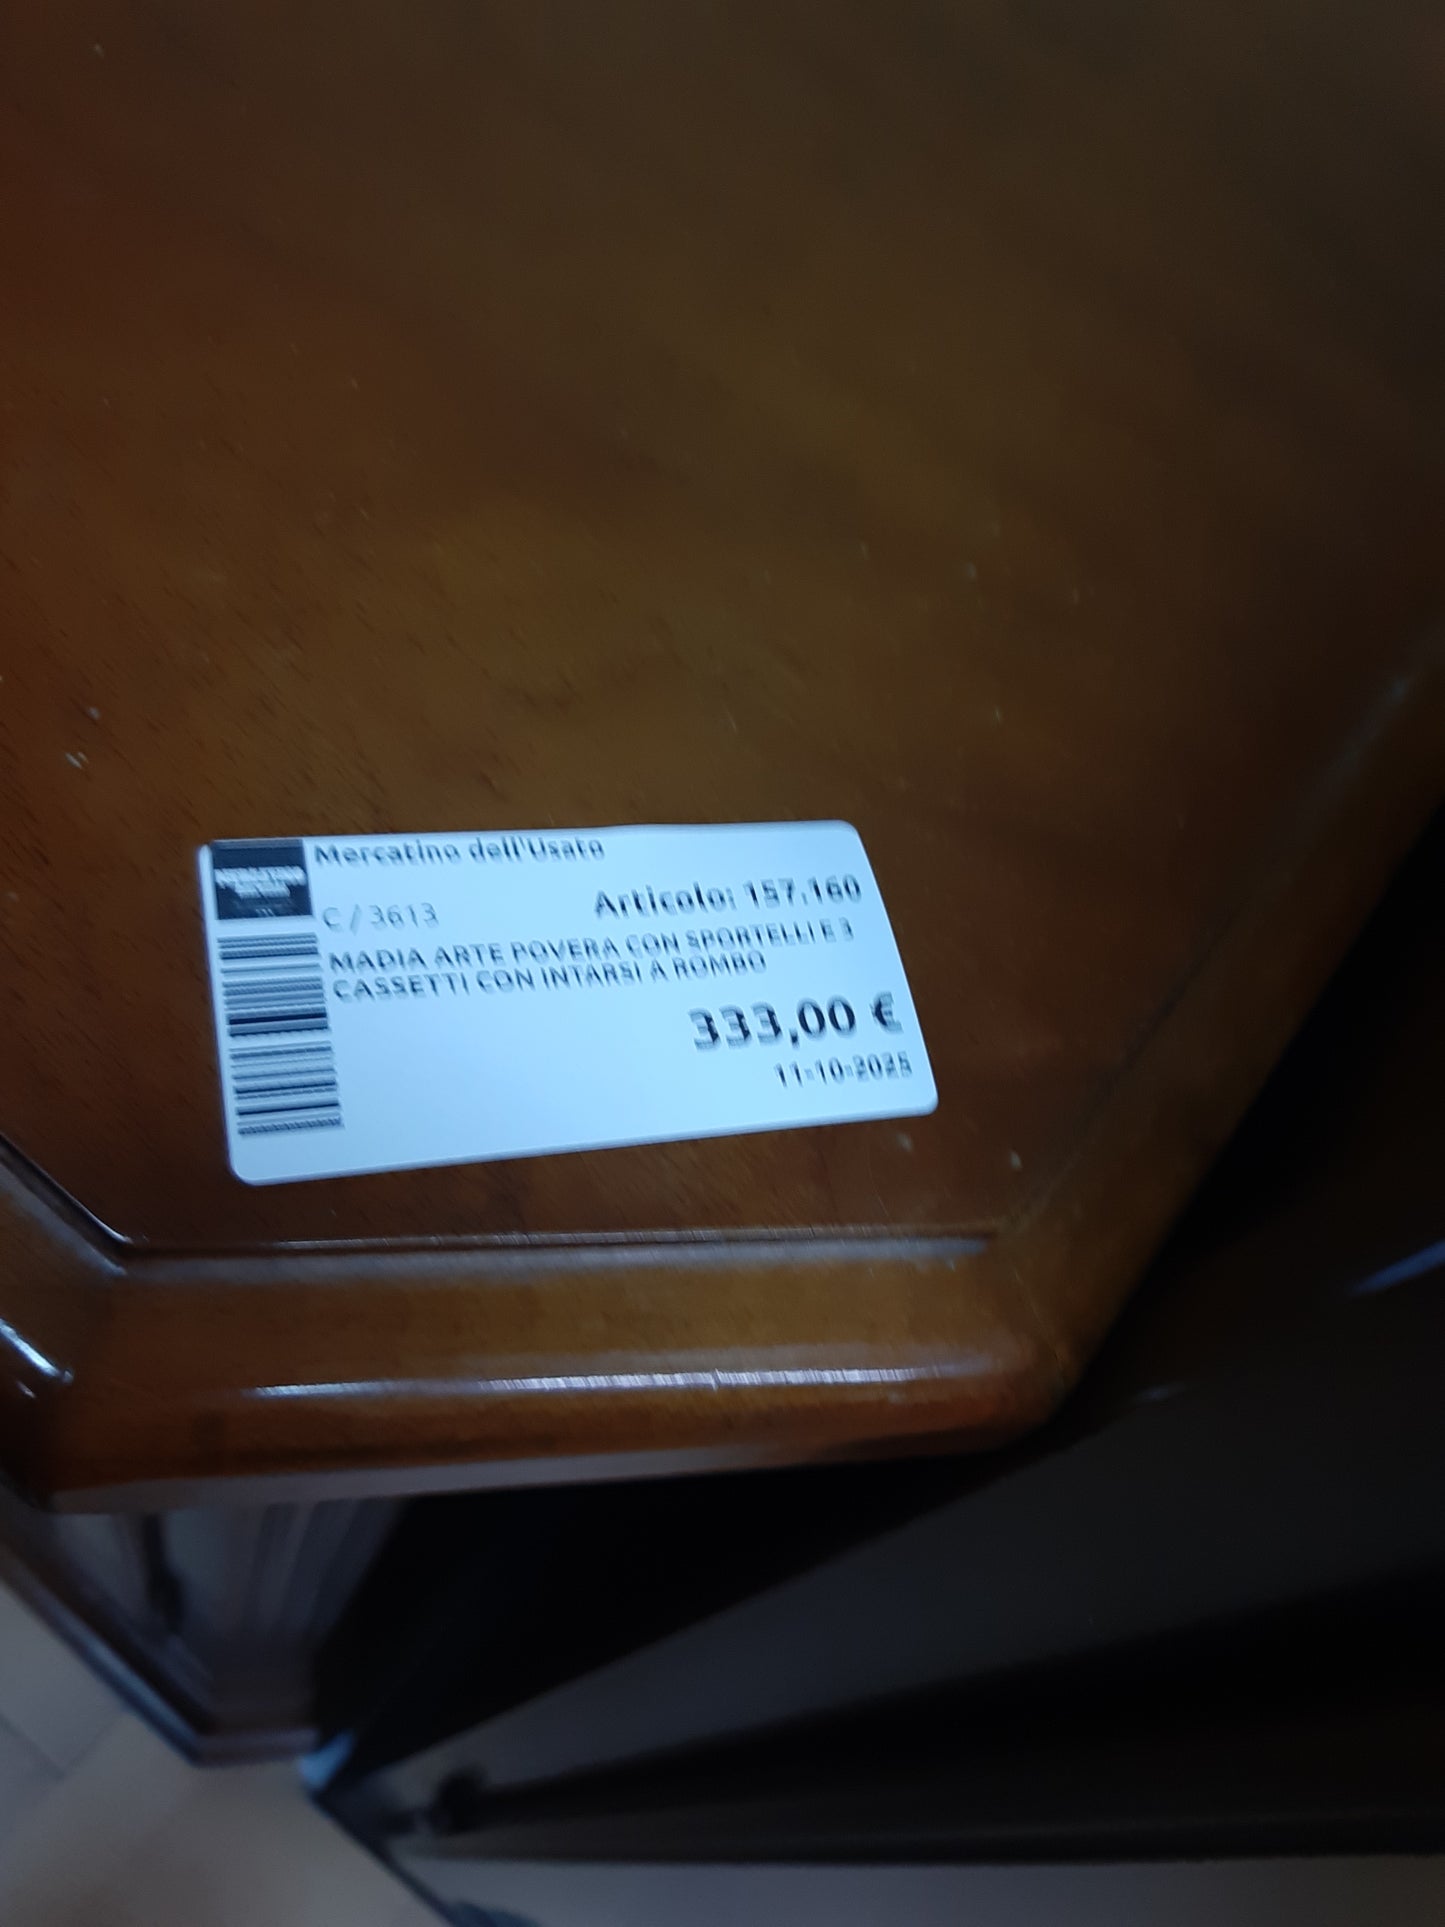 Mercatino dell'Usato
Articolo: 157.160
C / 3613
MADIA ARTE POVERA CON SPORTELLI E 3
CASSETTI CON INTARSI A ROMBO
333,00 €
11-10-2025